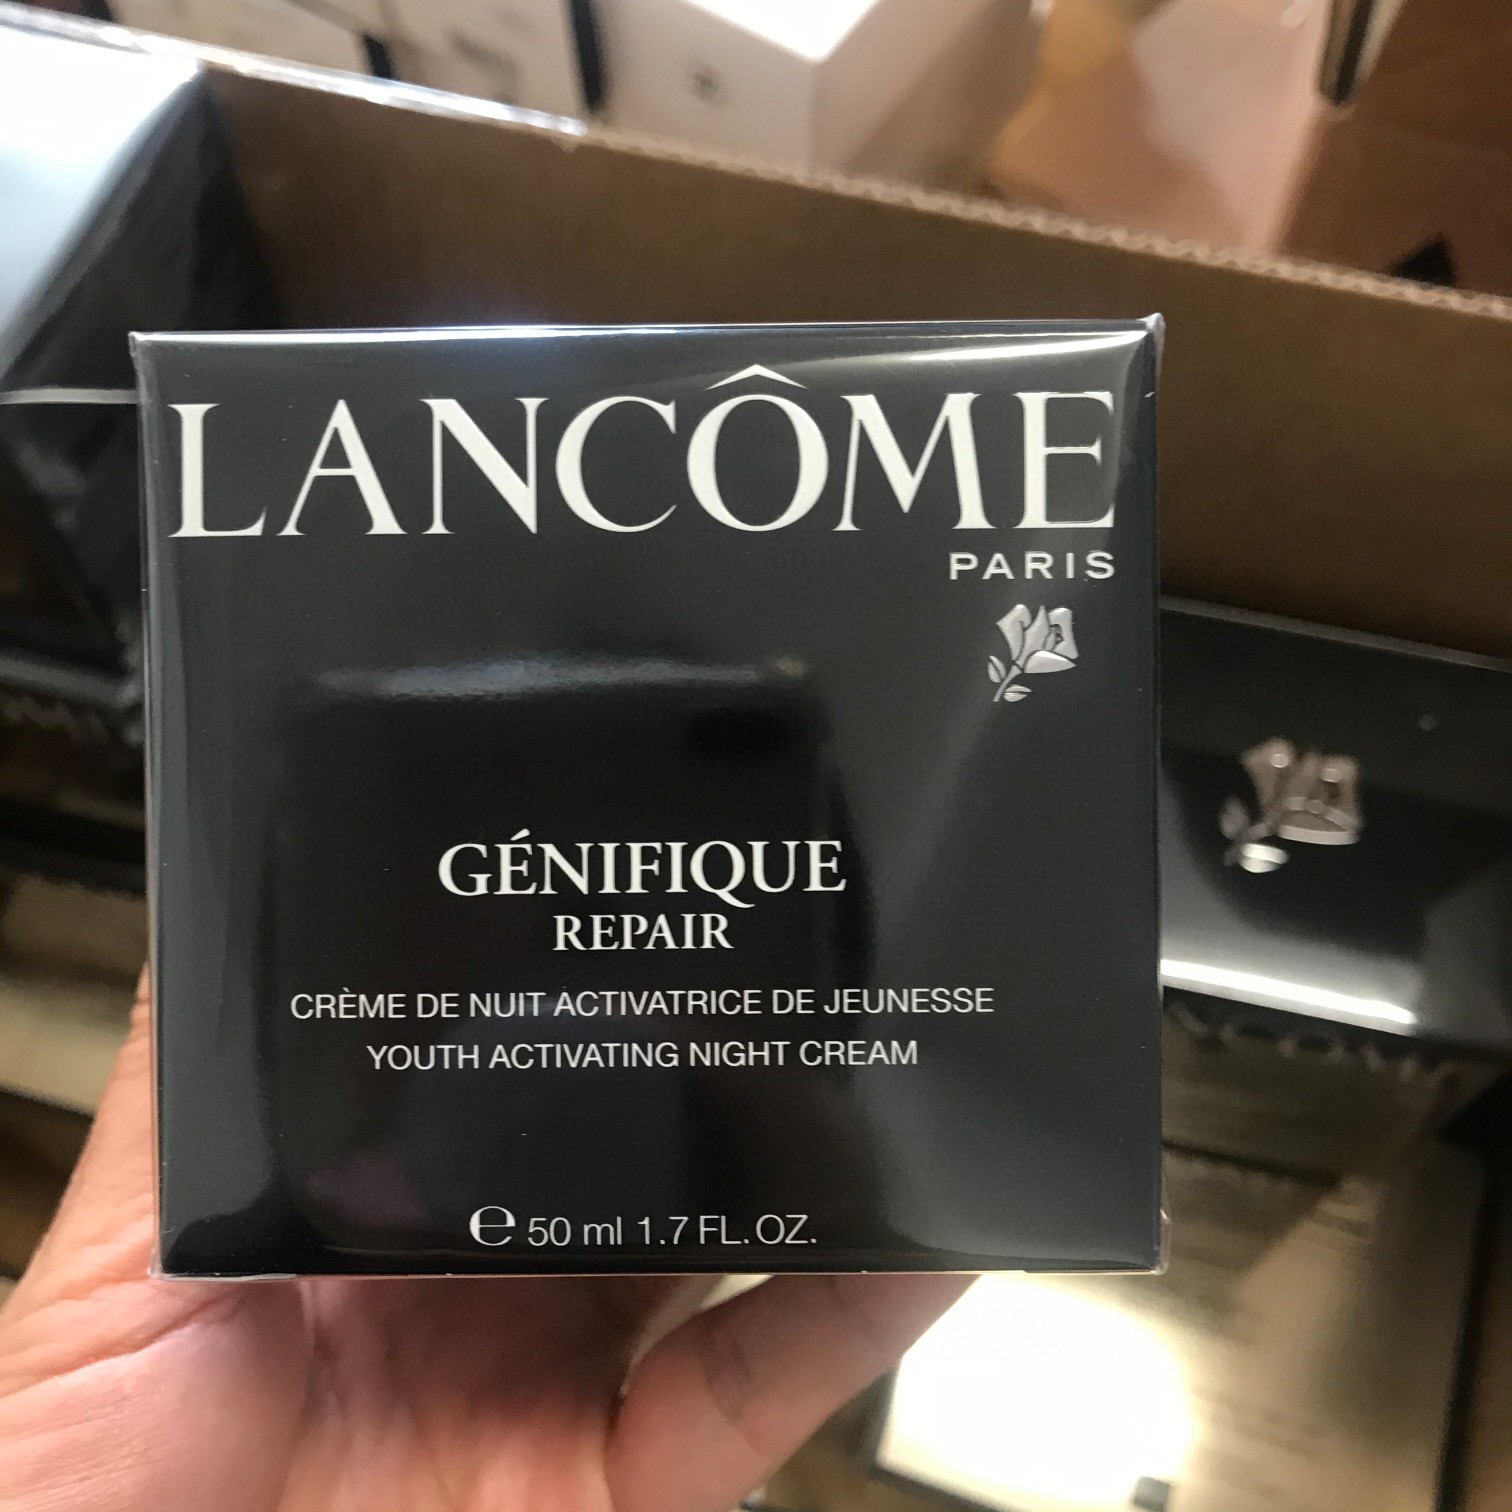 LANCÔME
PARIS
GÉNIFIQUE
REPAIR
CRÈME DE NUIT ACTIVATRICE DE JEUNESSE
YOUTH ACTIVATING NIGHT CREAM
℮ 50 ml 1.7 FL. OZ.